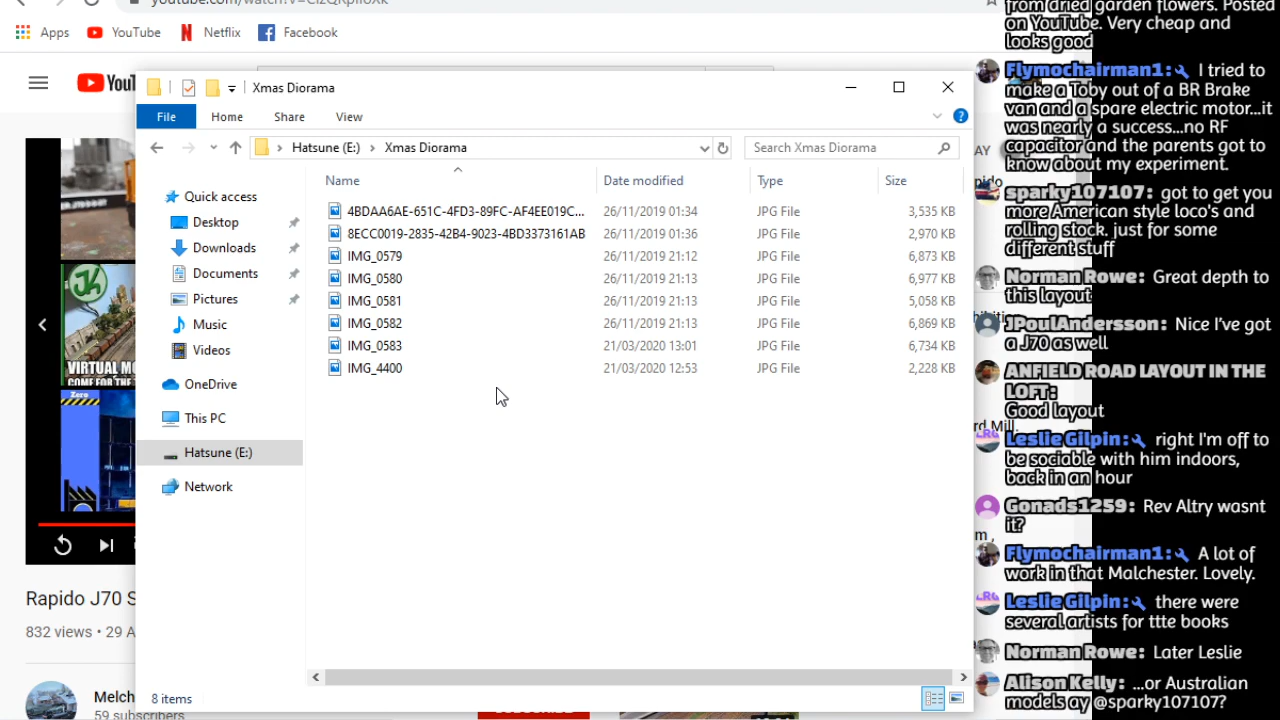 Apps
YouTube
Netflix
Facebook
Xmas Diorama
File
Home
Share
View
Hatsune (E:)
Xmas Diorama
Search Xmas Diorama
Name
Date modified
Type
Size
Quick access
Desktop
Downloads
Documents
Pictures
Music
Videos
OneDrive
This PC
Hatsune (E:)
Network
4BDAA6AE-651C-4FD3-89FC-AF4EE019C... 26/11/2019 01:34 JPG File 3,535 KB
8ECC0019-2835-42B4-9023-4BD3373161AB 26/11/2019 01:36 JPG File 2,970 KB
IMG_0579 26/11/2019 21:12 JPG File 6,873 KB
IMG_0580 26/11/2019 21:13 JPG File 6,977 KB
IMG_0581 26/11/2019 21:13 JPG File 5,058 KB
IMG_0582 26/11/2019 21:13 JPG File 6,869 KB
IMG_0583 21/03/2020 13:01 JPG File 6,734 KB
IMG_4400 21/03/2020 12:53 JPG File 2,228 KB
8 items
JK
VIRTUAL
COME FOR THE
Zero
Rapido J70 S
832 views • 29 A
Melch
59 subscribers
from dried garden flowers. Posted
on YouTube. Very cheap and
looks good
Flymochairman1: I tried to
make a Toby out of a BR Brake
van and a spare electric motor...it
was nearly a success...no RF
capacitor and the parents got to
know about my experiment.
sparky107107: got to get you
more American style loco's and
rolling stock. just for some
different stuff
Norman Rowe: Great depth to
this layout
JPoulAndersson: Nice I've got
a J70 as well
ANFIELD ROAD LAYOUT IN THE
LOFT:
Good layout
Leslie Gilpin: right I'm off to
be sociable with him indoors,
back in an hour
Gonads1259: Rev Altry wasnt
it?
Flymochairman1: A lot of
work in that Malchester. Lovely.
Leslie Gilpin: there were
several artists for ttte books
Norman Rowe: Later Leslie
Alison Kelly: ...or Australian
models ay @sparky107107?